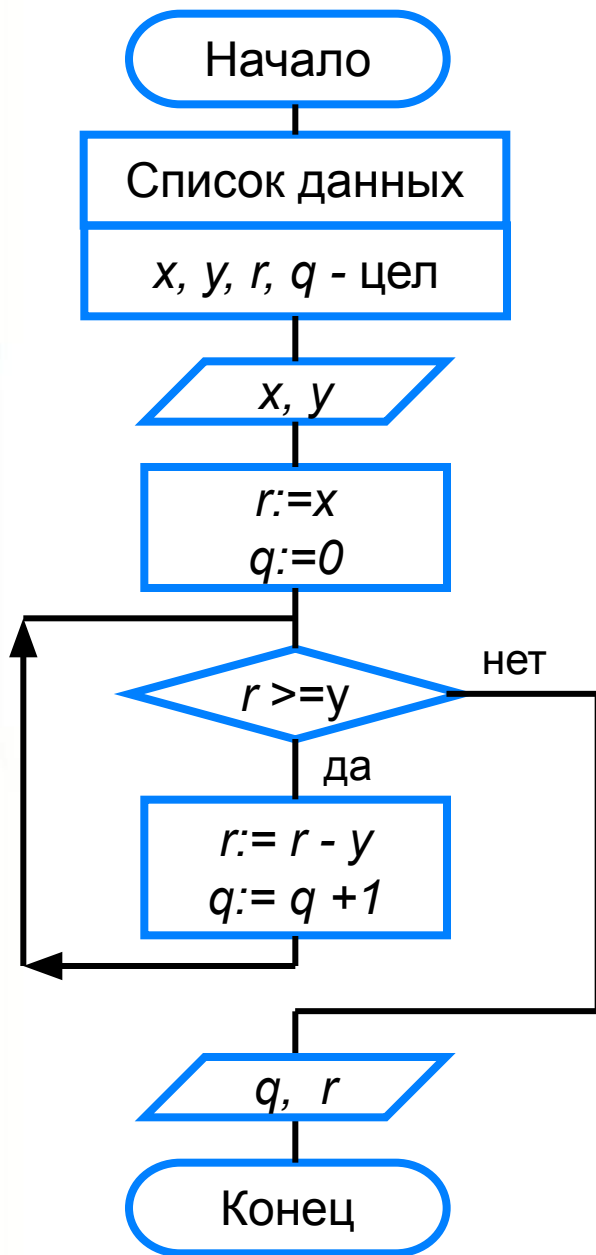 Начало
Список данных
x, y, r, q - цел
x, y
r:=x
q:=0
r >=y
нет
да
r:= r - y
q:= q +1
q, r
Конец